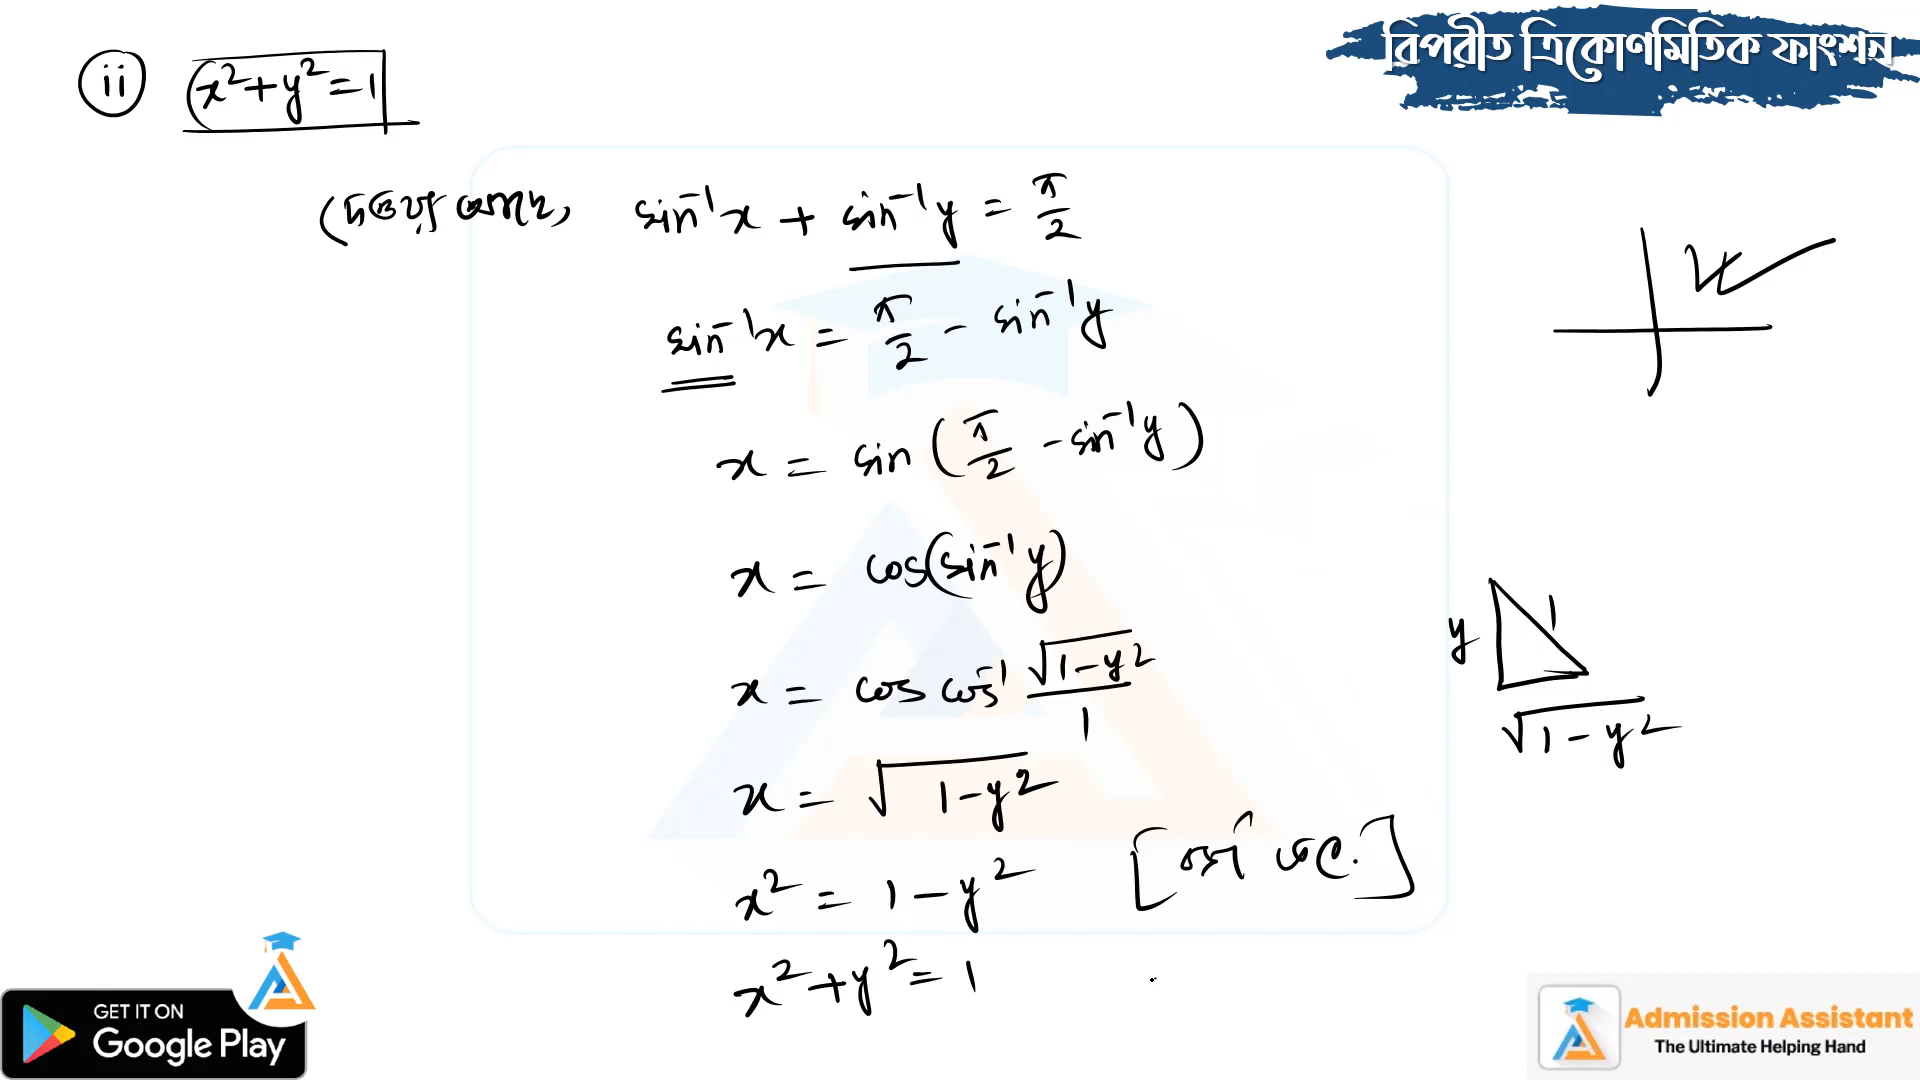 বিপরীত ত্রিকোণমিতিক ফাংশন
ii x²+y²=1
(দেওয়া আছে, sin⁻¹x + sin⁻¹y = π/2
sin⁻¹x = π/2 - sin⁻¹y
x = sin (π/2 - sin⁻¹y)
x = cos(sin⁻¹y)
x = cos cos⁻¹ √1-y²/1
y 1
√1-y²
x = √1-y²
x² = 1-y²
x²+y²=1
GET IT ON
Google Play
Admission Assistant
The Ultimate Helping Hand